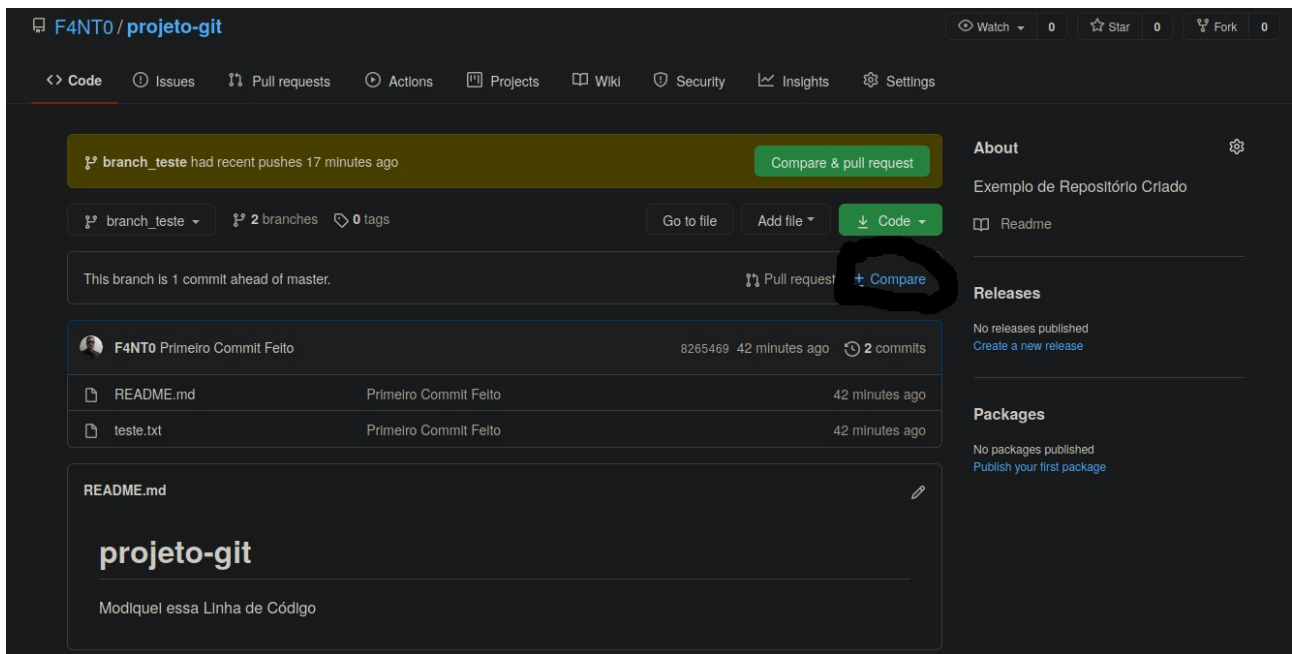 F4NT0 / projeto-git
Watch 0 Star 0 Fork 0
<> Code Issues Pull requests Actions Projects Wiki Security Insights Settings
branch_teste had recent pushes 17 minutes ago
Compare & pull request
branch_teste 2 branches 0 tags
Go to file Add file Code
This branch is 1 commit ahead of master.
Pull request Compare
F4NT0 Primeiro Commit Feito 8265469 42 minutes ago 2 commits
README.md Primeiro Commit Feito 42 minutes ago
teste.txt Primeiro Commit Feito 42 minutes ago
README.md
projeto-git
Modiquei essa Linha de Código
About
Exemplo de Repositório Criado
Readme
Releases
No releases published
Create a new release
Packages
No packages published
Publish your first package